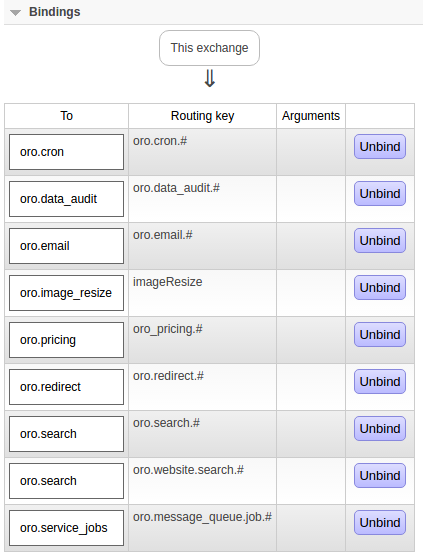 Bindings
This exchange
⇓
To Routing key Arguments
oro.cron oro.cron.# Unbind
oro.data_audit oro.data_audit.# Unbind
oro.email oro.email.# Unbind
oro.image_resize imageResize Unbind
oro.pricing oro_pricing.# Unbind
oro.redirect oro.redirect.# Unbind
oro.search oro.search.# Unbind
oro.search oro.website.search.# Unbind
oro.service_jobs oro.message_queue.job.# Unbind